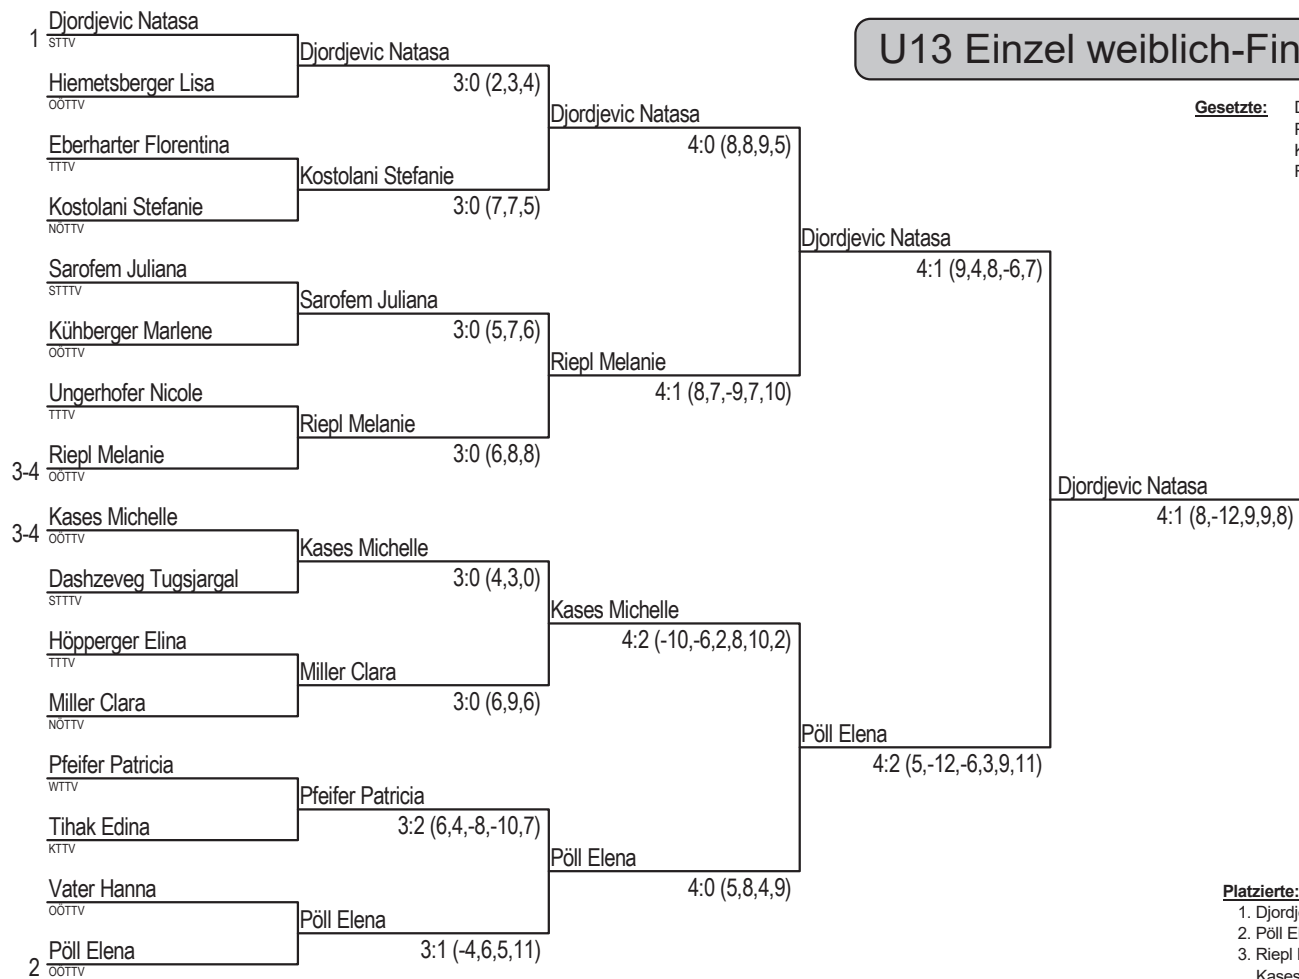 U13 Einzel weiblich-Fin
Gesetzte:
Djordjevic Natasa
1
STTV
Hiemetsberger Lisa
OÖTTV
Eberharter Florentina
TTTV
Kostolani Stefanie
NÖTTV
Sarofem Juliana
STTTV
Kühberger Marlene
OÖTTV
Ungerhofer Nicole
TTTV
Riepl Melanie
3-4
OÖTTV
Kases Michelle
3-4
OÖTTV
Dashzeveg Tugsjargal
STTTV
Höpperger Elina
TTTV
Miller Clara
NÖTTV
Pfeifer Patricia
WTTV
Tihak Edina
KTTV
Vater Hanna
OÖTTV
Pöll Elena
2
OÖTTV
Djordjevic Natasa
3:0 (2,3,4)
Kostolani Stefanie
3:0 (7,7,5)
Sarofem Juliana
3:0 (5,7,6)
Riepl Melanie
3:0 (6,8,8)
Kases Michelle
3:0 (4,3,0)
Miller Clara
3:0 (6,9,6)
Pfeifer Patricia
3:2 (6,4,-8,-10,7)
Pöll Elena
3:1 (-4,6,5,11)
Djordjevic Natasa
4:0 (8,8,9,5)
Riepl Melanie
4:1 (8,7,-9,7,10)
Kases Michelle
4:2 (-10,-6,2,8,10,2)
Pöll Elena
4:0 (5,8,4,9)
Djordjevic Natasa
4:1 (9,4,8,-6,7)
Pöll Elena
4:2 (5,-12,-6,3,9,11)
Djordjevic Natasa
4:1 (8,-12,9,9,8)
Platzierte:
1. Djordj
2. Pöll E
3. Riepl
Kases